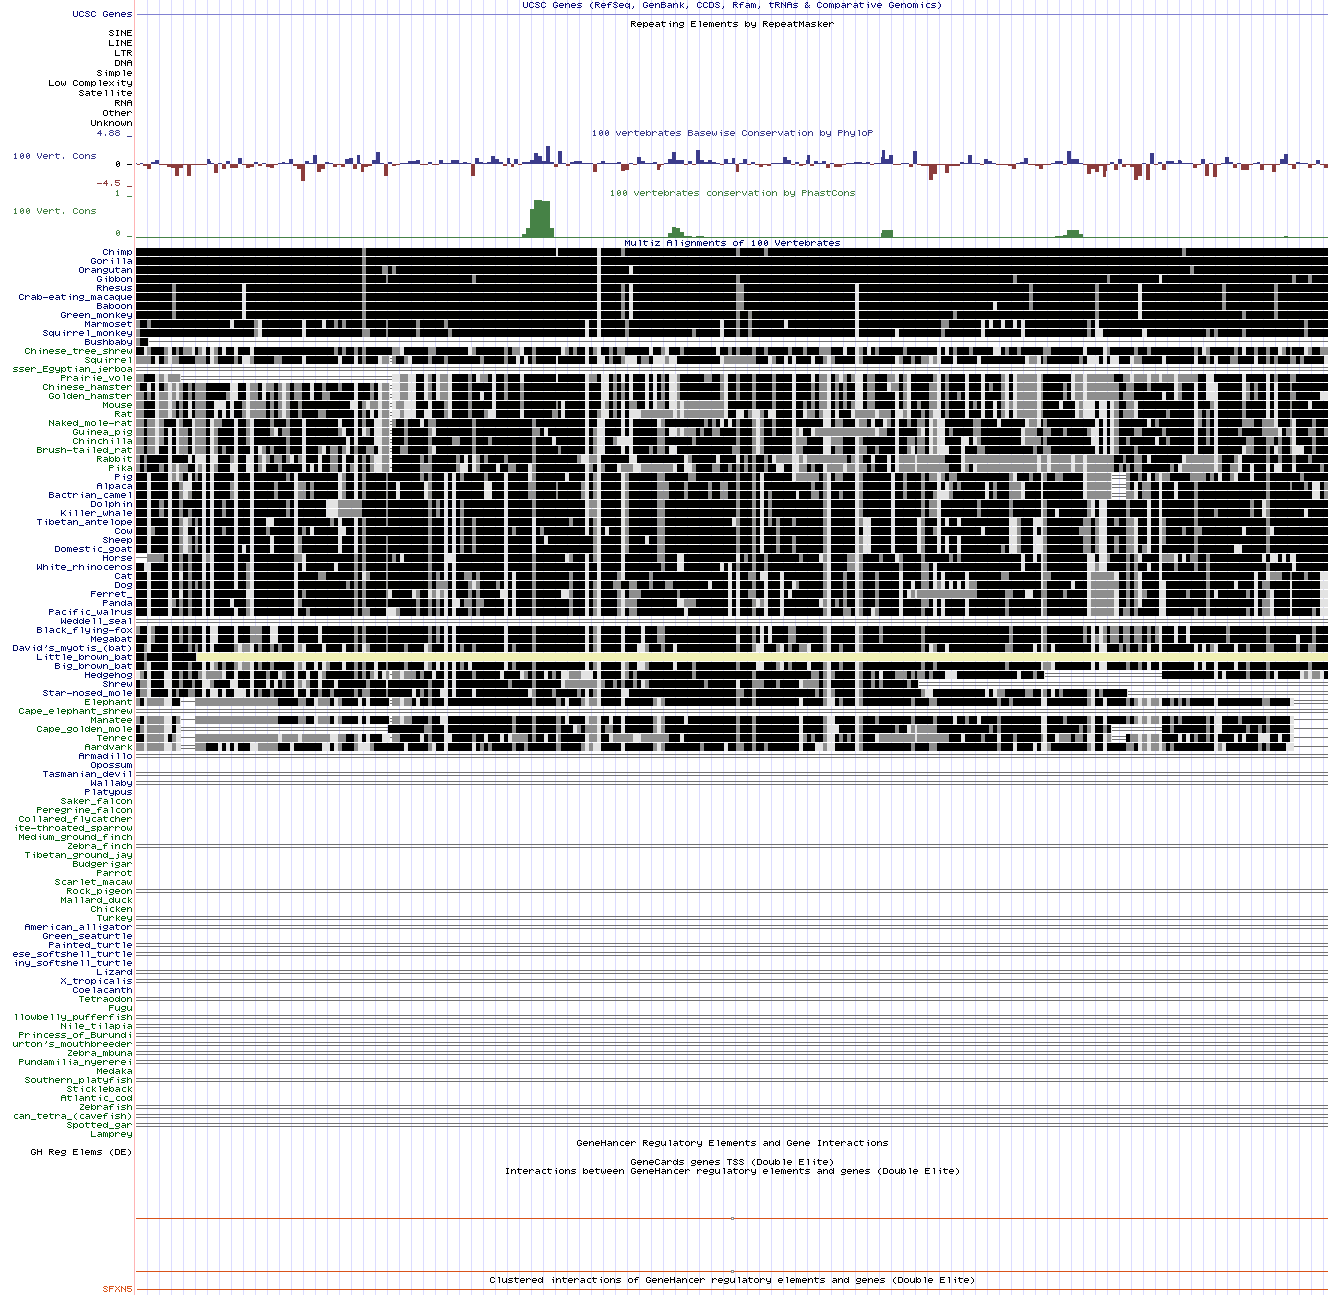 UCSC Genes (RefSeq, GenBank, CCDS, Rfam, tRNAs & Comparative Genomics)
UCSC Genes
Repeating Elements by RepeatMasker
SINE
LINE
LTR
DNA
Simple
Low Complexity
Satellite
RNA
Other
Unknown
100 vertebrates Basewise Conservation by PhyloP
4.88 _
100 Vert. Cons
0 _
-4.5 _
100 vertebrates conservation by PhastCons
1 _
100 Vert. Cons
0 _
Multiz Alignments of 100 Vertebrates
Chimp
Gorilla
Orangutan
Gibbon
Rhesus
Crab-eating_macaque
Baboon
Green_monkey
Marmoset
Squirrel_monkey
Bushbaby
Chinese_tree_shrew
Squirrel
sser_Egyptian_jerboa
Prairie_vole
Chinese_hamster
Golden_hamster
Mouse
Rat
Naked_mole-rat
Guinea_pig
Chinchilla
Brush-tailed_rat
Rabbit
Pika
Pig
Alpaca
Bactrian_camel
Dolphin
Killer_whale
Tibetan_antelope
Cow
Sheep
Domestic_goat
Horse
White_rhinoceros
Cat
Dog
Ferret_
Panda
Pacific_walrus
Weddell_seal
Black_flying-fox
Megabat
David's_myotis_(bat)
Little_brown_bat
Big_brown_bat
Hedgehog
Shrew
Star-nosed_mole
Elephant
Cape_elephant_shrew
Manatee
Cape_golden_mole
Tenrec
Aardvark
Armadillo
Opossum
Tasmanian_devil
Wallaby
Platypus
Saker_falcon
Peregrine_falcon
Collared_flycatcher
ite-throated_sparrow
Medium_ground_finch
Zebra_finch
Tibetan_ground_jay
Budgerigar
Parrot
Scarlet_macaw
Rock_pigeon
Mallard_duck
Chicken
Turkey
American_alligator
Green_seaturtle
Painted_turtle
ese_softshell_turtle
iny_softshell_turtle
Lizard
X_tropicalis
Coelacanth
Tetraodon
Fugu
llowbelly_pufferfish
Nile_tilapia
Princess_of_Burundi
urton's_mouthbreeder
Zebra_mbuna
Pundamilia_nyererei
Medaka
Southern_platyfish
Stickleback
Atlantic_cod
Zebrafish
can_tetra_(cavefish)
Spotted_gar
Lamprey
GeneHancer Regulatory Elements and Gene Interactions
GH Reg Elems (DE)
GeneCards genes TSS (Double Elite)
Interactions between GeneHancer regulatory elements and genes (Double Elite)
Clustered interactions of GeneHancer regulatory elements and genes (Double Elite)
SFXN5